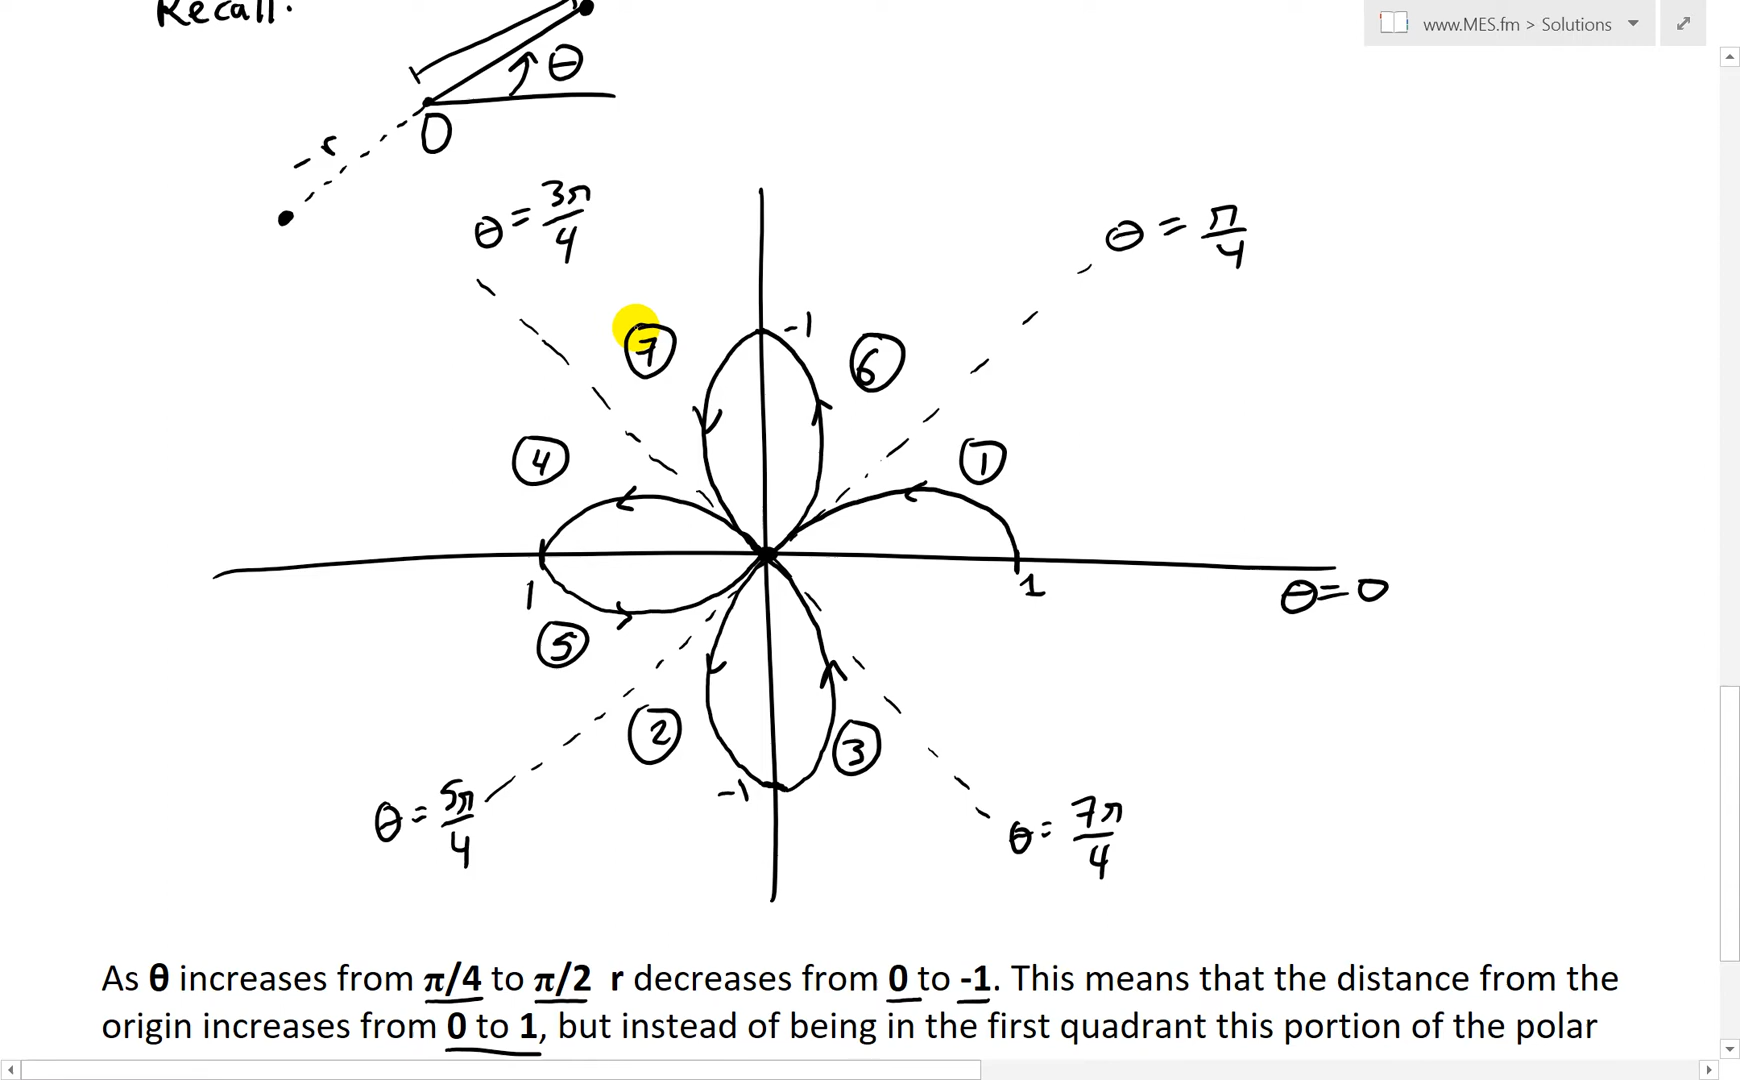 Recall:
www.MES.fm > Solutions
θ
O
-r
θ = 3π/4
θ = π/4
-1
7
6
4
1
1
1
θ = 0
5
2
3
-1
θ = 5π/4
θ = 7π/4
As θ increases from π/4 to π/2 r decreases from 0 to -1. This means that the distance from the
origin increases from 0 to 1, but instead of being in the first quadrant this portion of the polar